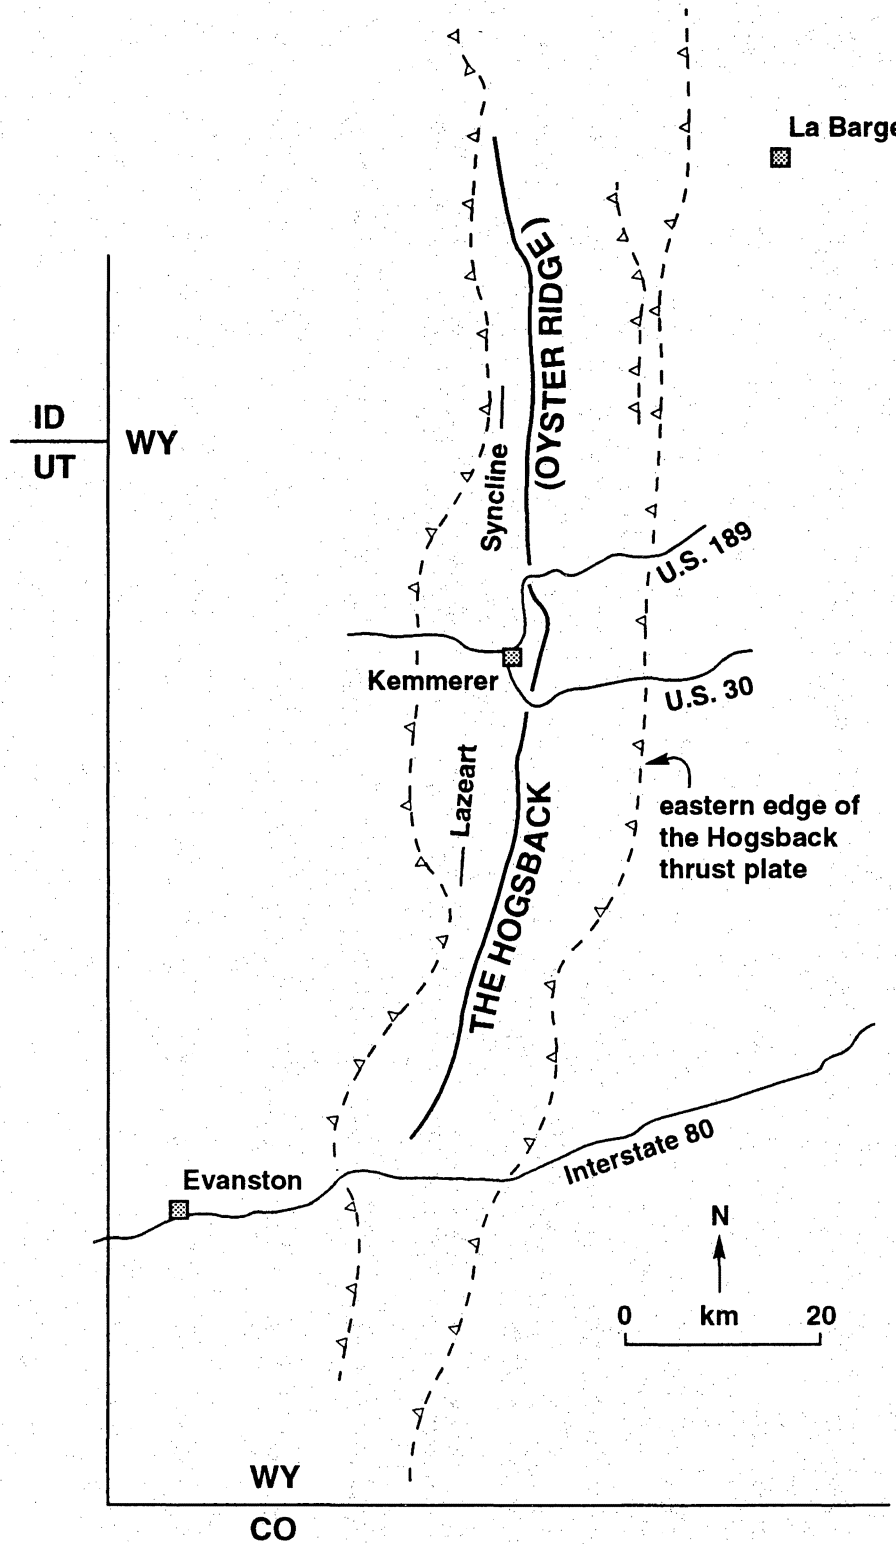 La Barge
(OYSTER RIDGE)
ID
WY
UT
Syncline
U.S. 189
Kemmerer
U.S. 30
Lazeart
eastern edge of
the Hogsback
thrust plate
THE HOGSBACK
Interstate 80
Evanston
N
0 km 20
WY
CO